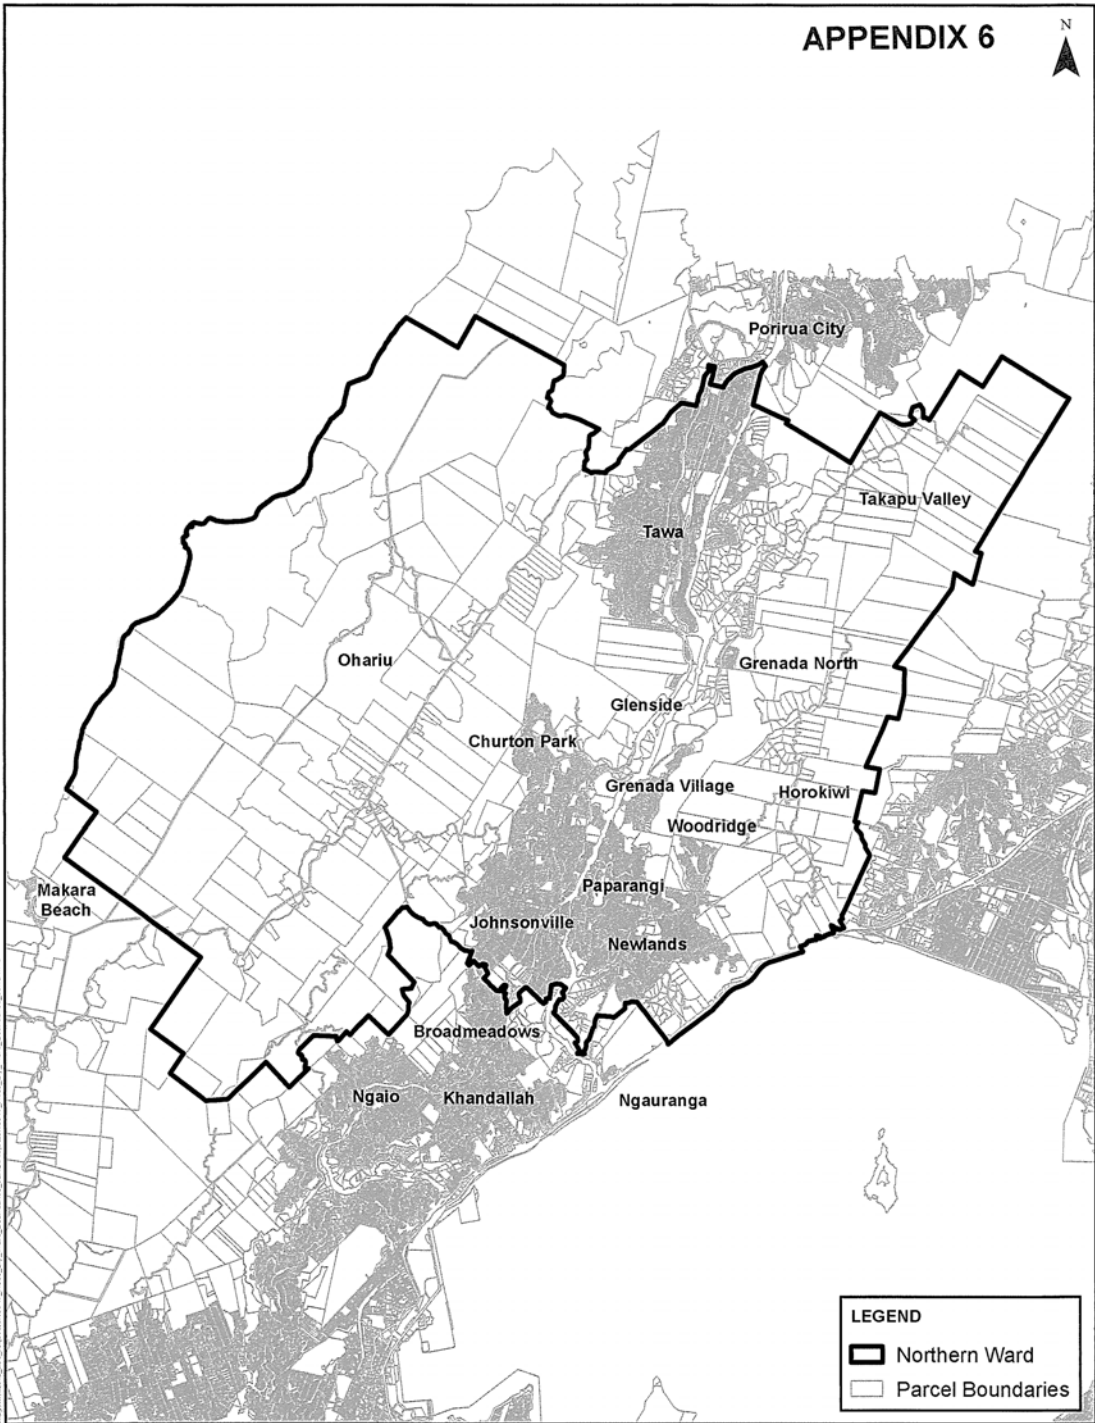 APPENDIX 6
N
Porirua City
Takapu Valley
Tawa
Ohariu
Grenada North
Glenside
Churton Park
Grenada Village
Horokiwi
Woodridge
Makara
Beach
Paparangi
Johnsonville
Newlands
Broadmeadows
Ngaio
Khandallah
Ngauranga
LEGEND
Northern Ward
Parcel Boundaries